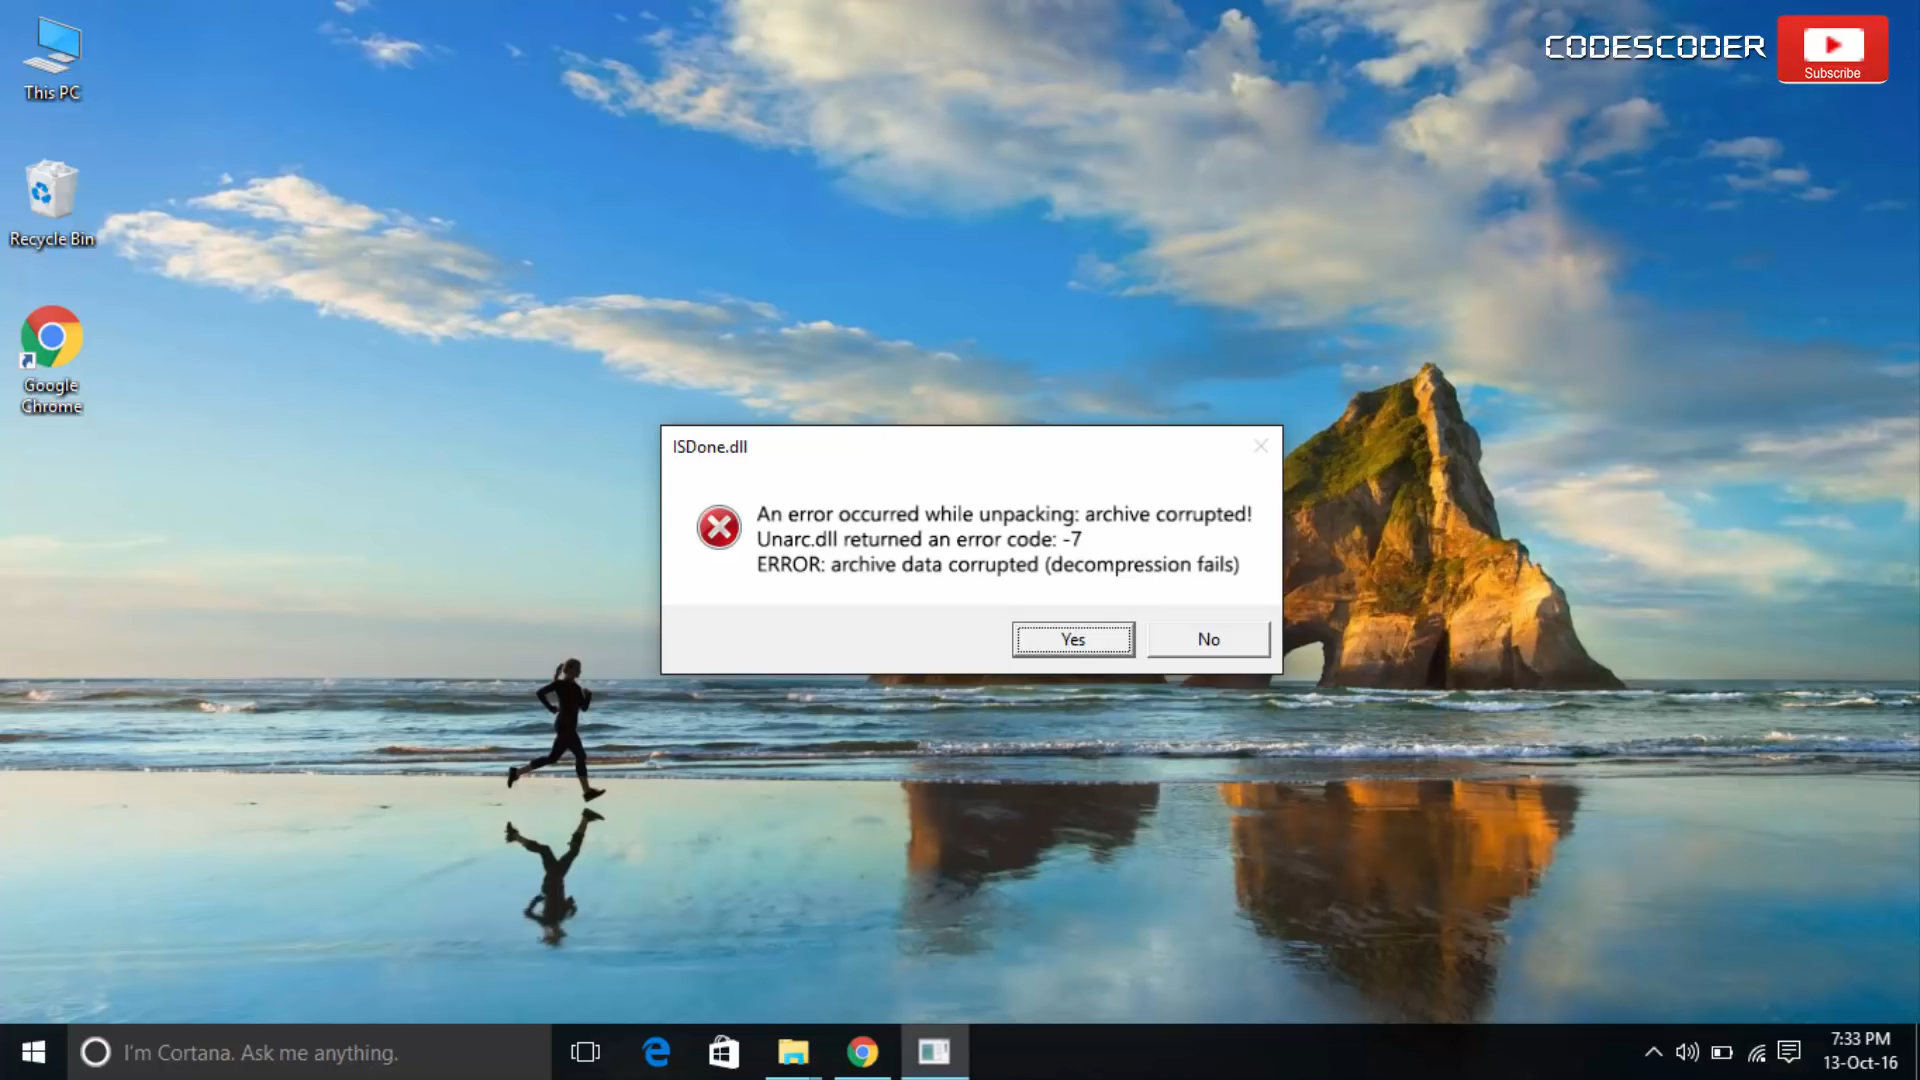 This PC
Recycle Bin
Google
Chrome
CODESCODER
Subscribe
ISDone.dll
An error occurred while unpacking: archive corrupted!
Unarc.dll returned an error code: -7
ERROR: archive data corrupted (decompression fails)
Yes
No
I'm Cortana. Ask me anything.
7:33 PM
13-Oct-16